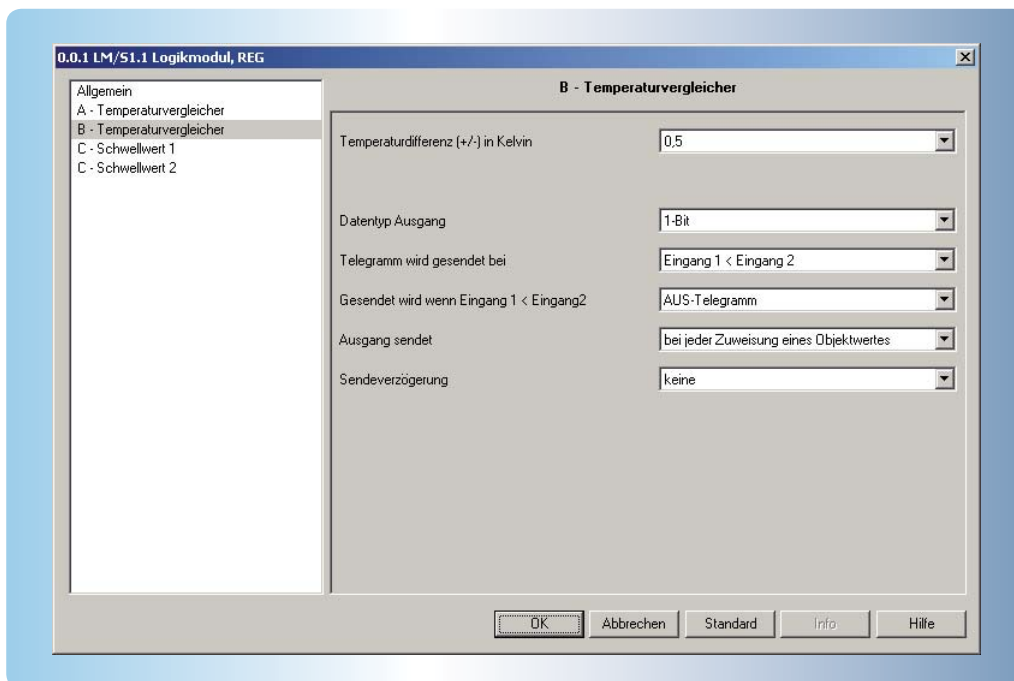 0.0.1 LM/S1.1 Logikmodul, REG
Allgemein
A - Temperaturvergleicher
B - Temperaturvergleicher
C - Schwellwert 1
C - Schwellwert 2
B - Temperaturvergleicher
Temperaturdifferenz (+/-) in Kelvin 0,5
Datentyp Ausgang 1-Bit
Telegramm wird gesendet bei Eingang 1 < Eingang 2
Gesendet wird wenn Eingang 1 < Eingang2 AUS-Telegramm
Ausgang sendet bei jeder Zuweisung eines Objektwertes
Sendeverzögerung keine
OK Abbrechen Standard Info Hilfe